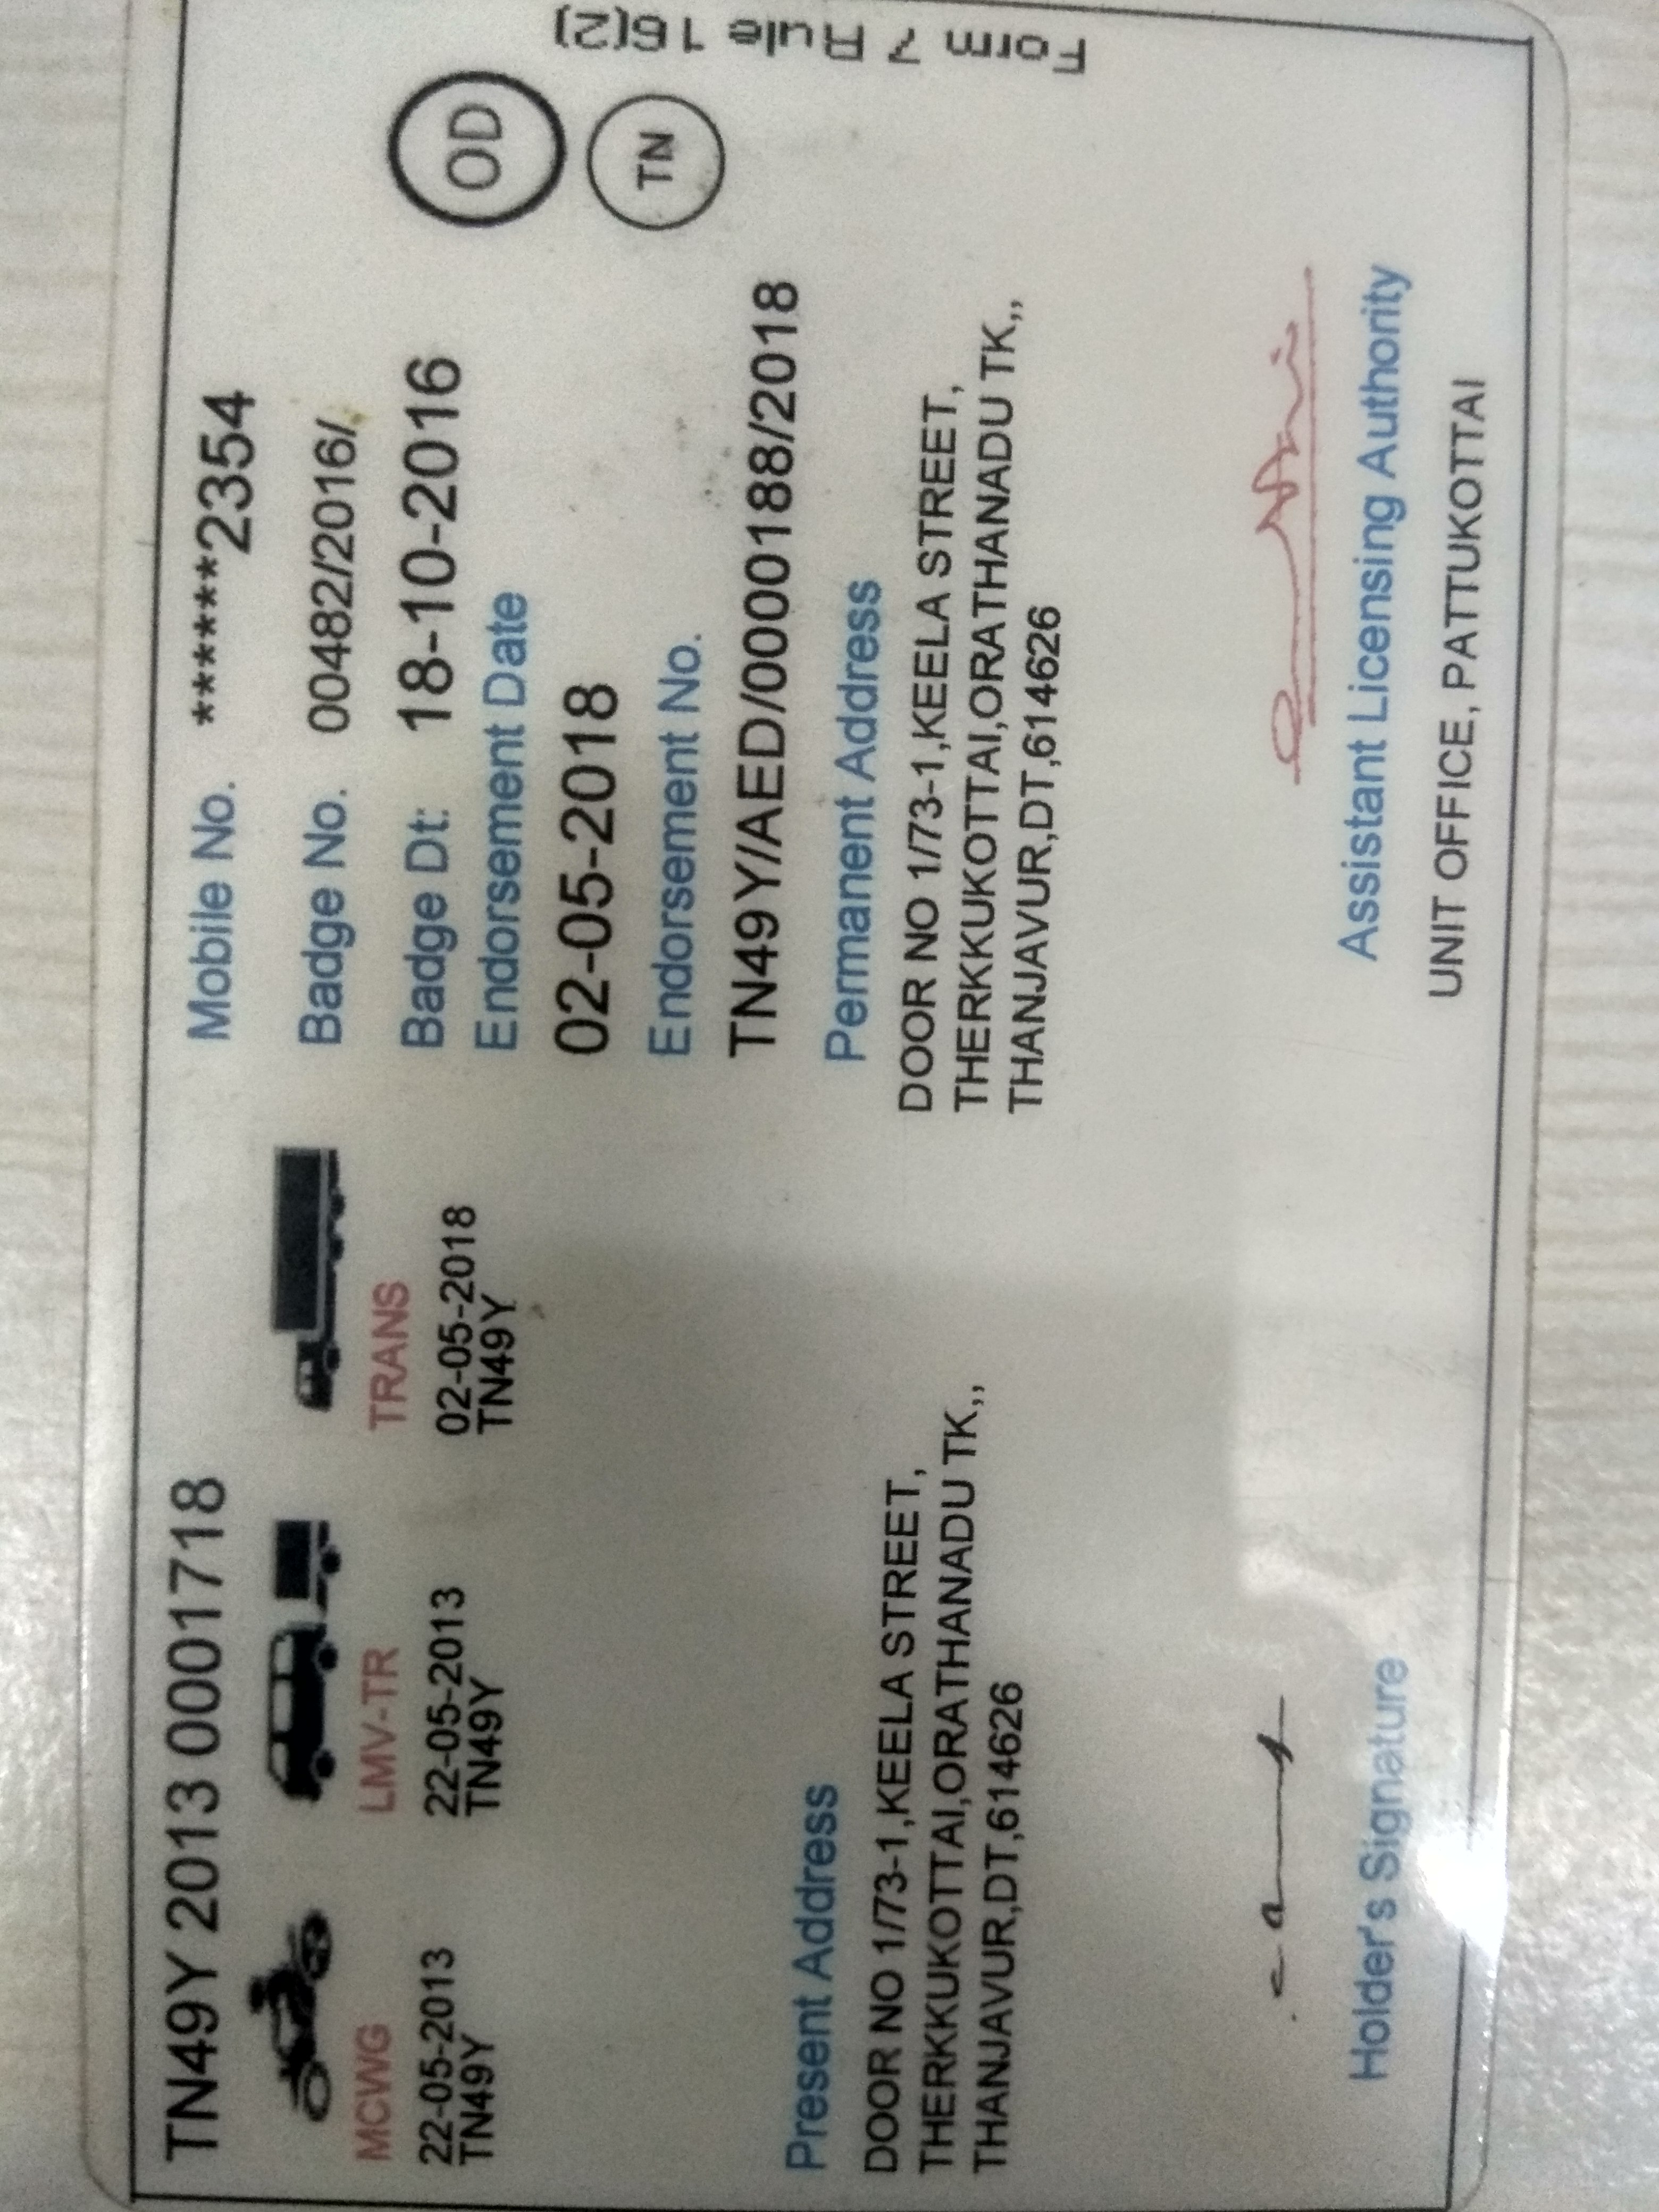 TN49Y 2013 0001718
Mobile No. ******2354
MCWG
LMV-TR
TRANS
22-05-2013
TN49Y
22-05-2013
TN49Y
02-05-2018
TN49Y
Badge No. 00482/2016/
Badge Dt: 18-10-2016
Endorsement Date
02-05-2018
Endorsement No.
TN49Y/AED/0000188/2018
OD
TN
Form 7 Rule 16(2)
Present Address
DOOR NO 1/73-1,KEELA STREET,
THERKKUKOTTAI,ORATHANADU TK,,
THANJAVUR,DT,614626
Permanent Address
DOOR NO 1/73-1,KEELA STREET,
THERKKUKOTTAI,ORATHANADU TK,,
THANJAVUR,DT,614626
Holder's Signature
Assistant Licensing Authority
UNIT OFFICE, PATTUKOTTAI